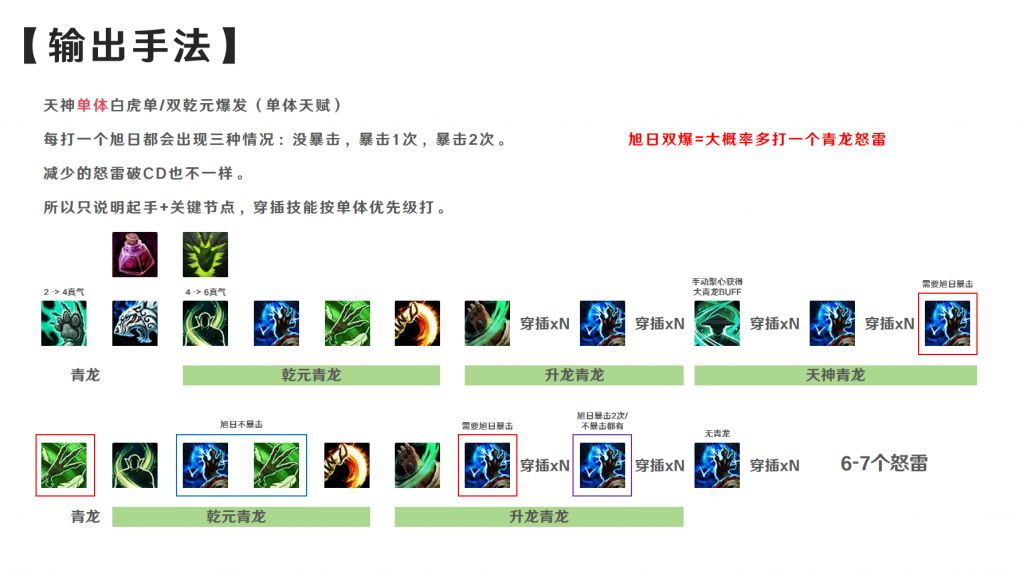 【输出手法】
天神单体白虎单/双乾元爆发（单体天赋）
每打一个旭日都会出现三种情况：没暴击，暴击1次，暴击2次。
旭日双爆=大概率多打一个青龙怒雷
减少的怒雷破CD也不一样。
所以只说明起手+关键节点，穿插技能按单体优先级打。
2 -> 4真气
4 -> 6真气
手动聚心获得
大青龙BUFF
需要旭日暴击
穿插xN
穿插xN
穿插xN
穿插xN
青龙
乾元青龙
升龙青龙
天神青龙
旭日不暴击
需要旭日暴击
旭日暴击2次/
不暴击都有
无青龙
穿插xN
穿插xN
穿插xN
6-7个怒雷
青龙
乾元青龙
升龙青龙